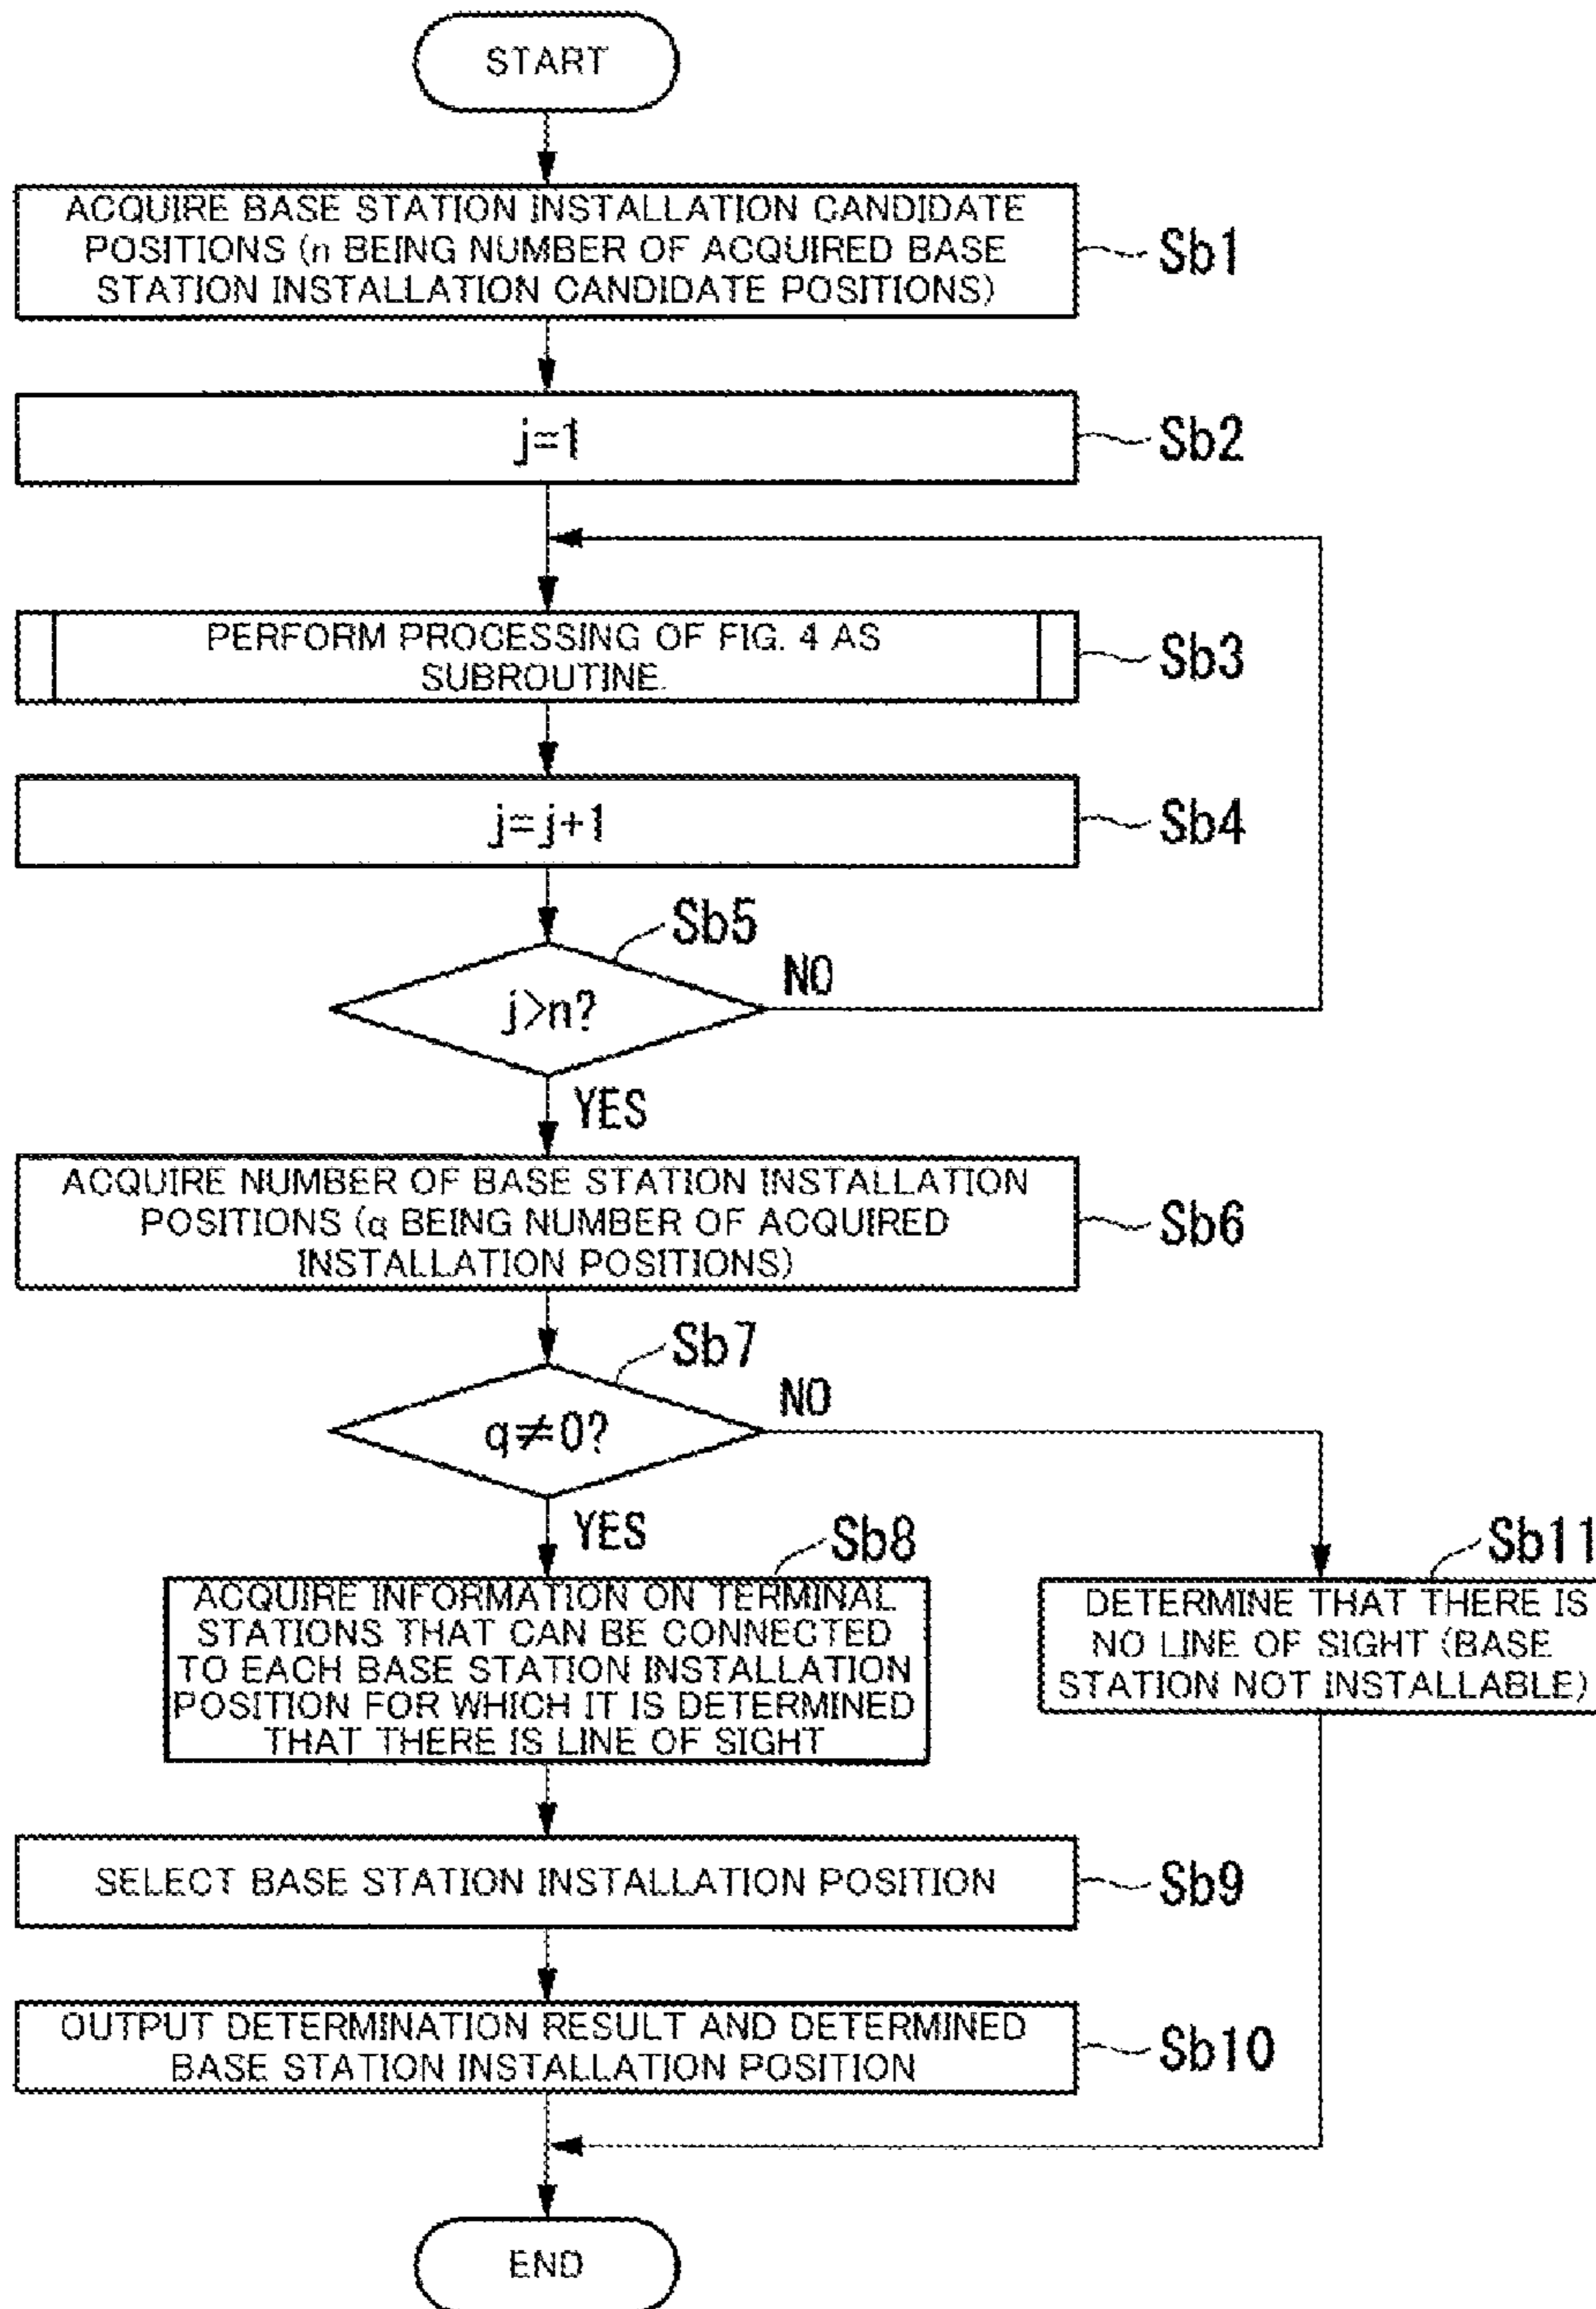 START
ACQUIRE BASE STATION INSTALLATION CANDIDATE
POSITIONS (n BEING NUMBER OF ACQUIRED BASE
STATION INSTALLATION CANDIDATE POSITIONS)
Sb1
j=1
Sb2
PERFORM PROCESSING OF FIG. 4 AS
SUBROUTINE.
Sb3
j=j+1
Sb4
Sb5
j>n?
NO
YES
ACQUIRE NUMBER OF BASE STATION INSTALLATION
POSITIONS (q BEING NUMBER OF ACQUIRED
INSTALLATION POSITIONS)
Sb6
Sb7
q≠0?
NO
YES
Sb8
ACQUIRE INFORMATION ON TERMINAL
STATIONS THAT CAN BE CONNECTED
TO EACH BASE STATION INSTALLATION
POSITION FOR WHICH IT IS DETERMINED
THAT THERE IS LINE OF SIGHT
Sb11
DETERMINE THAT THERE IS
NO LINE OF SIGHT (BASE
STATION NOT INSTALLABLE)
SELECT BASE STATION INSTALLATION POSITION
Sb9
OUTPUT DETERMINATION RESULT AND DETERMINED
BASE STATION INSTALLATION POSITION
Sb10
END